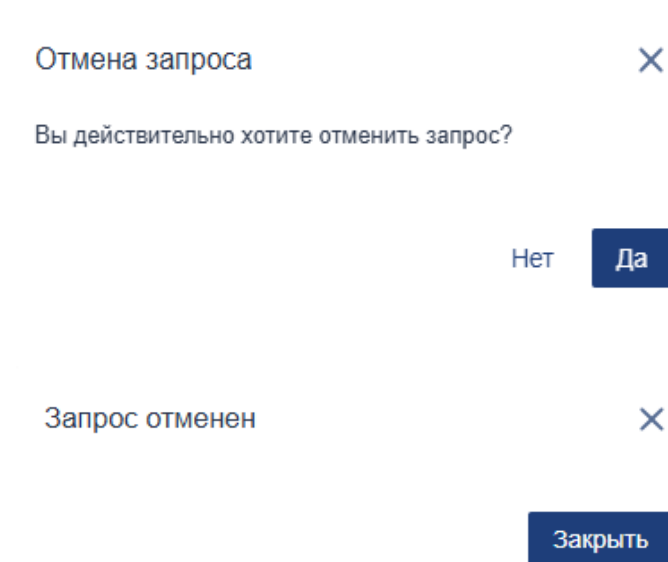 Отмена запроса
Вы действительно хотите отменить запрос?
Нет Да
Запрос отменен
Закрыть